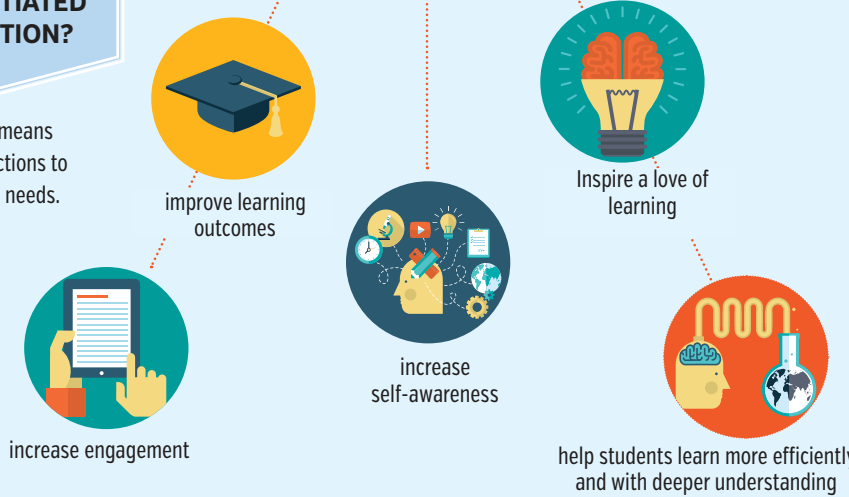 TIATED
TION?
means
ctions to
needs.
improve learning
outcomes
Inspire a love of
learning
increase
self-awareness
increase engagement
help students learn more efficiently
and with deeper understanding